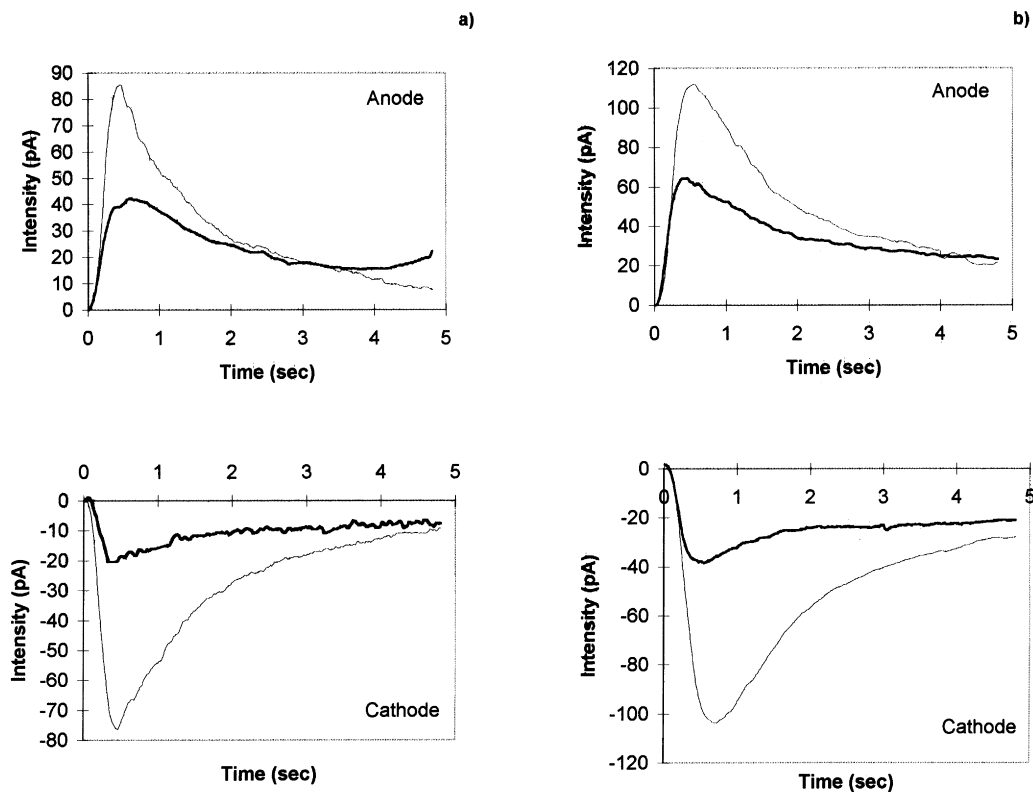 a)
90
80
70
60
50
40
30
20
10
0
Intensity (pA)
Anode
0 1 2 3 4 5
Time (sec)
b)
120
100
80
60
40
20
0
Intensity (pA)
Anode
0 1 2 3 4 5
Time (sec)
0 1 2 3 4 5
0
-10
-20
-30
-40
-50
-60
-70
-80
Intensity (pA)
Cathode
Time (sec)
0
-20
-40
-60
-80
-100
-120
0 1 2 3 4 5
Intensity (pA)
Cathode
Time (sec)